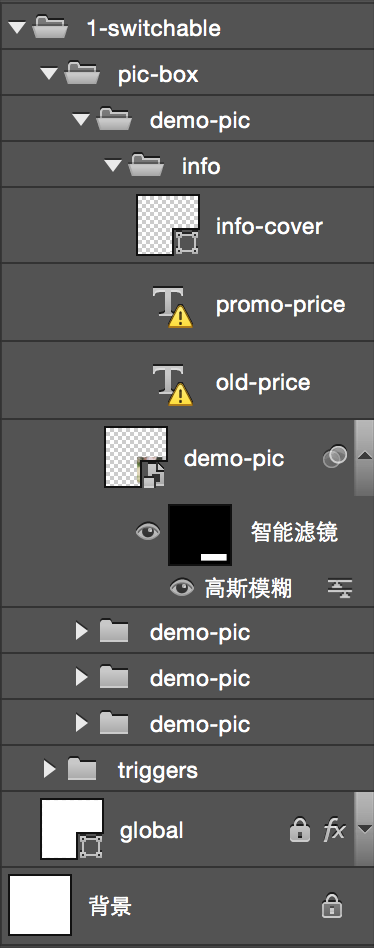 1-switchable
pic-box
demo-pic
info
info-cover
promo-price
old-price
demo-pic
智能滤镜
高斯模糊
demo-pic
demo-pic
demo-pic
triggers
global fx
背景